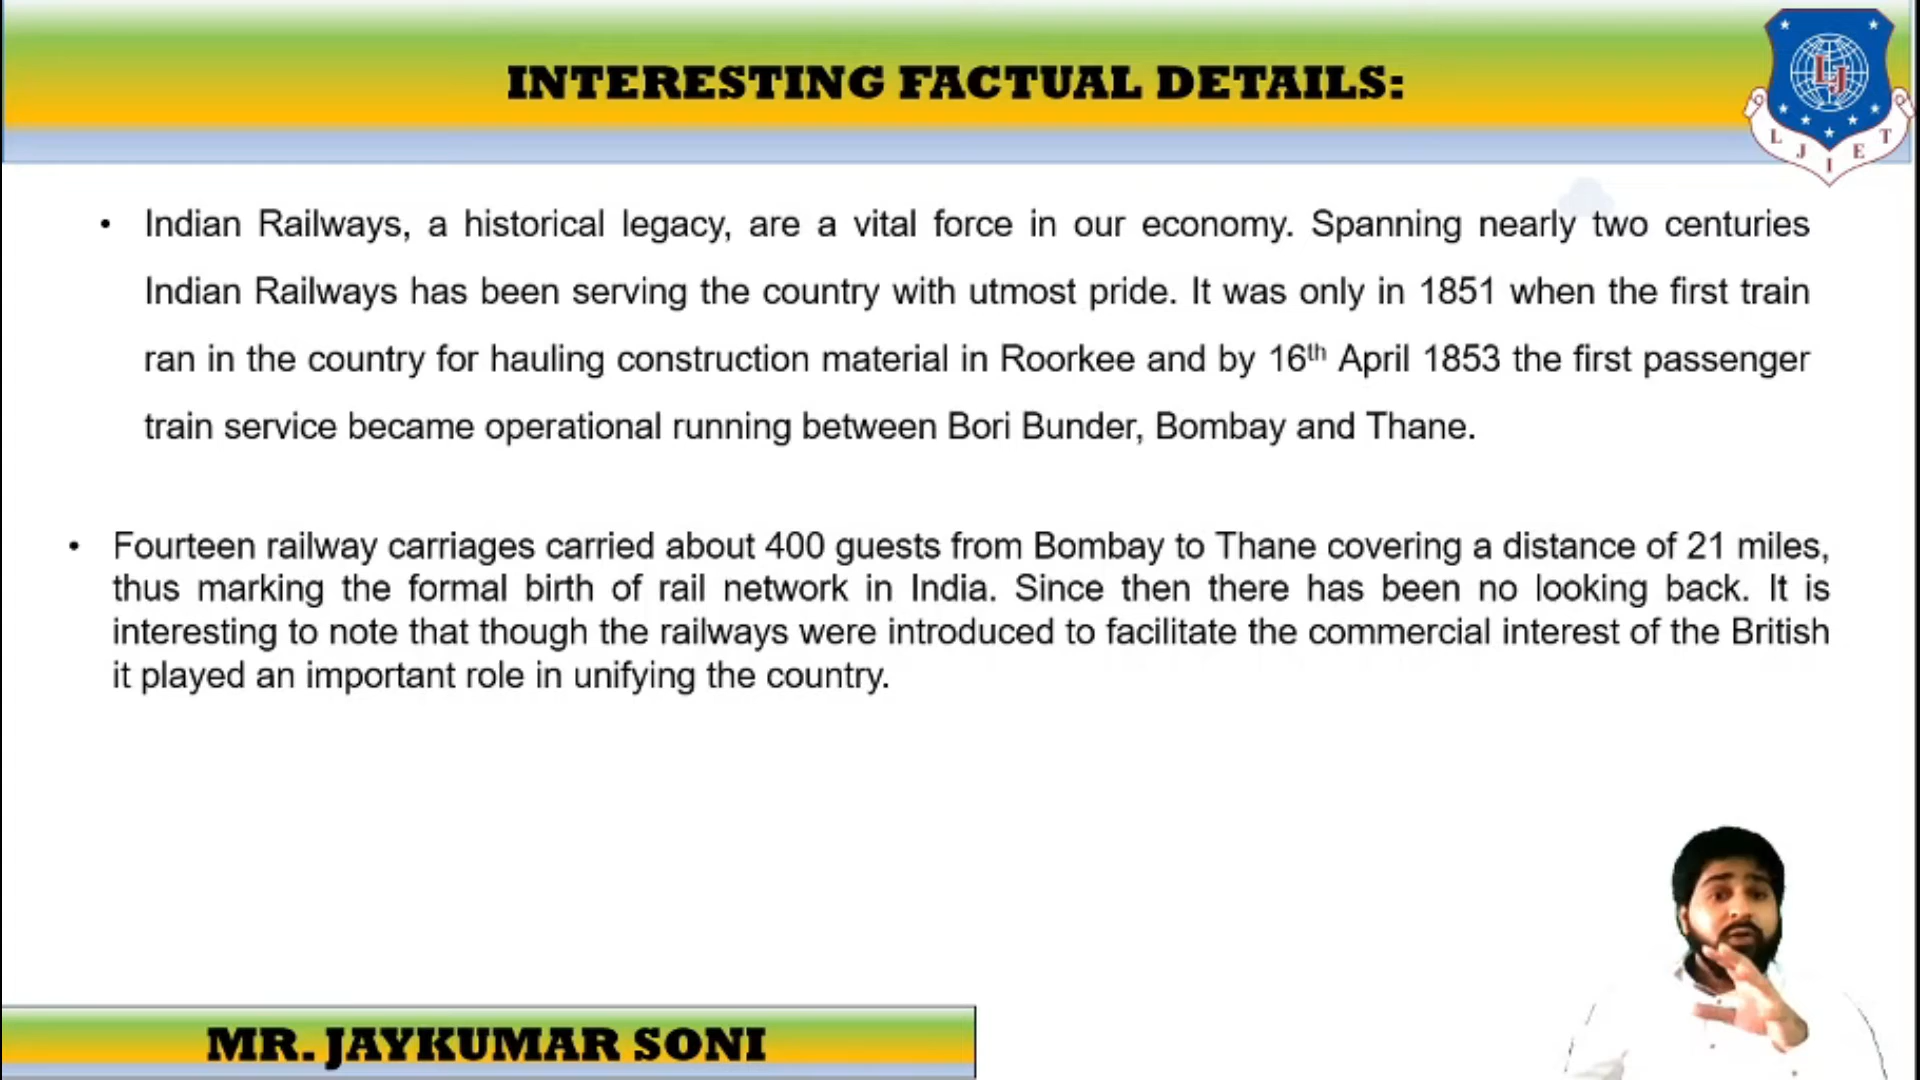 INTERESTING FACTUAL DETAILS:
LJ
L J I E T
• Indian Railways, a historical legacy, are a vital force in our economy. Spanning nearly two centuries
Indian Railways has been serving the country with utmost pride. It was only in 1851 when the first train
ran in the country for hauling construction material in Roorkee and by 16th April 1853 the first passenger
train service became operational running between Bori Bunder, Bombay and Thane.
• Fourteen railway carriages carried about 400 guests from Bombay to Thane covering a distance of 21 miles,
thus marking the formal birth of rail network in India. Since then there has been no looking back. It is
interesting to note that though the railways were introduced to facilitate the commercial interest of the British
it played an important role in unifying the country.
MR. JAYKUMAR SONI